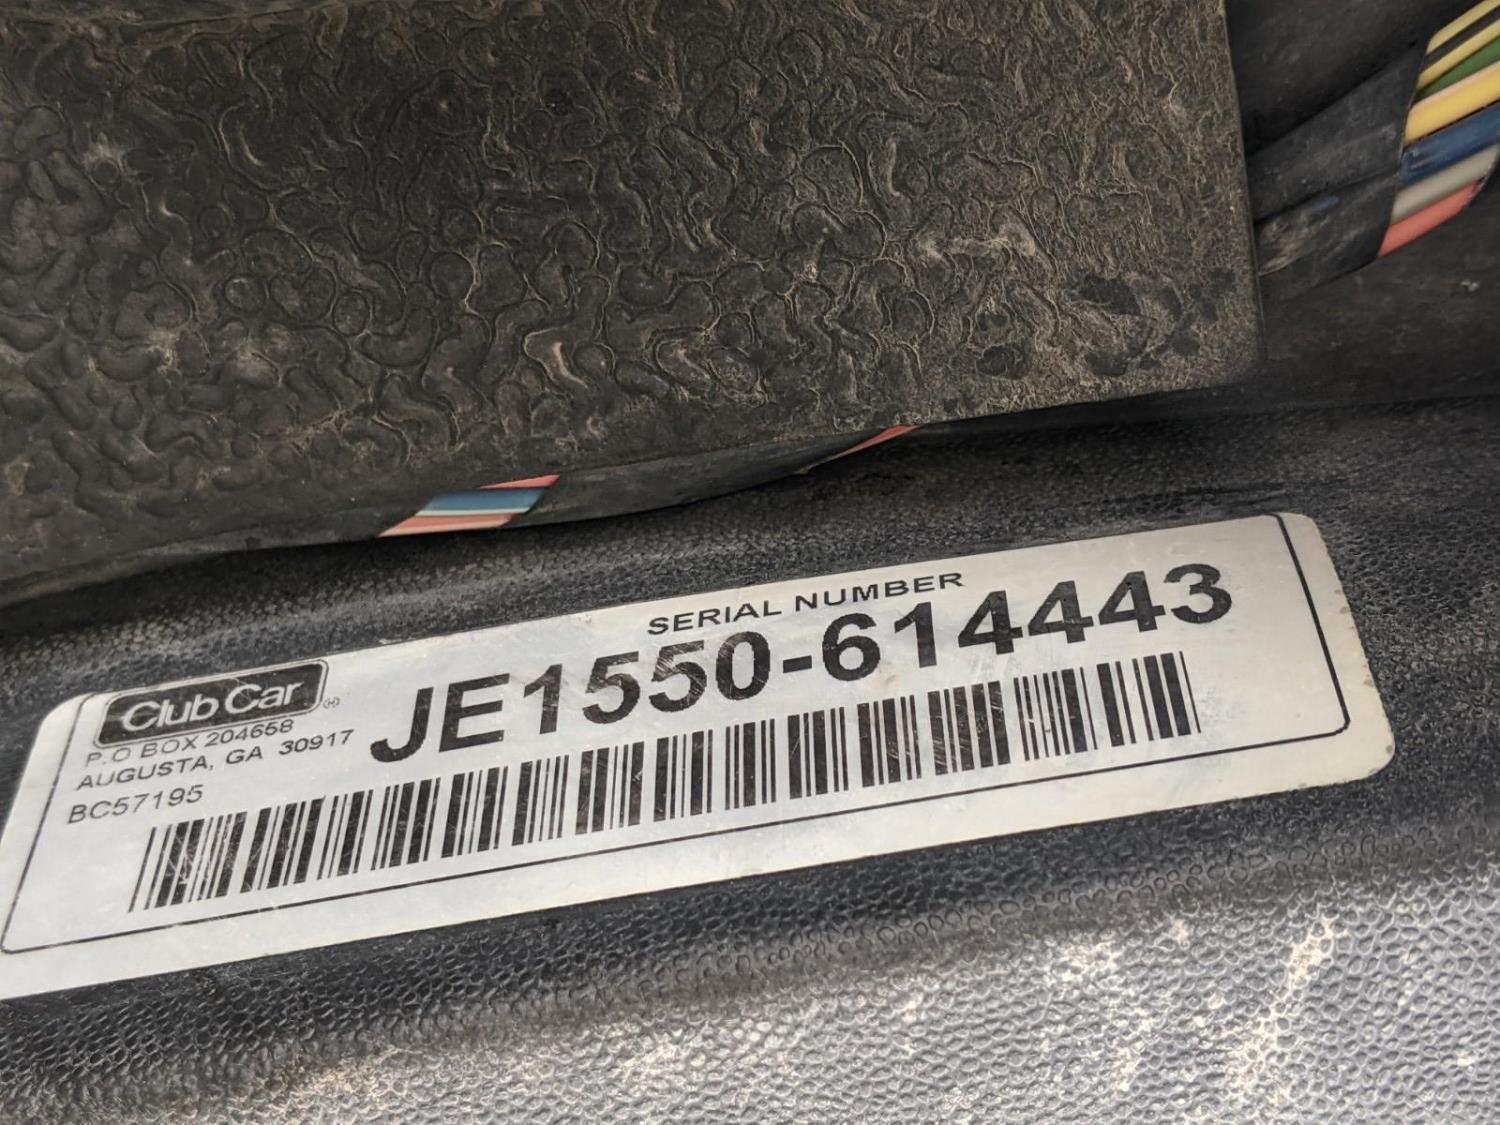 SERIAL NUMBER
JE1550-614443
Club Car®
P.O BOX 204658
AUGUSTA, GA 30917
BC57195